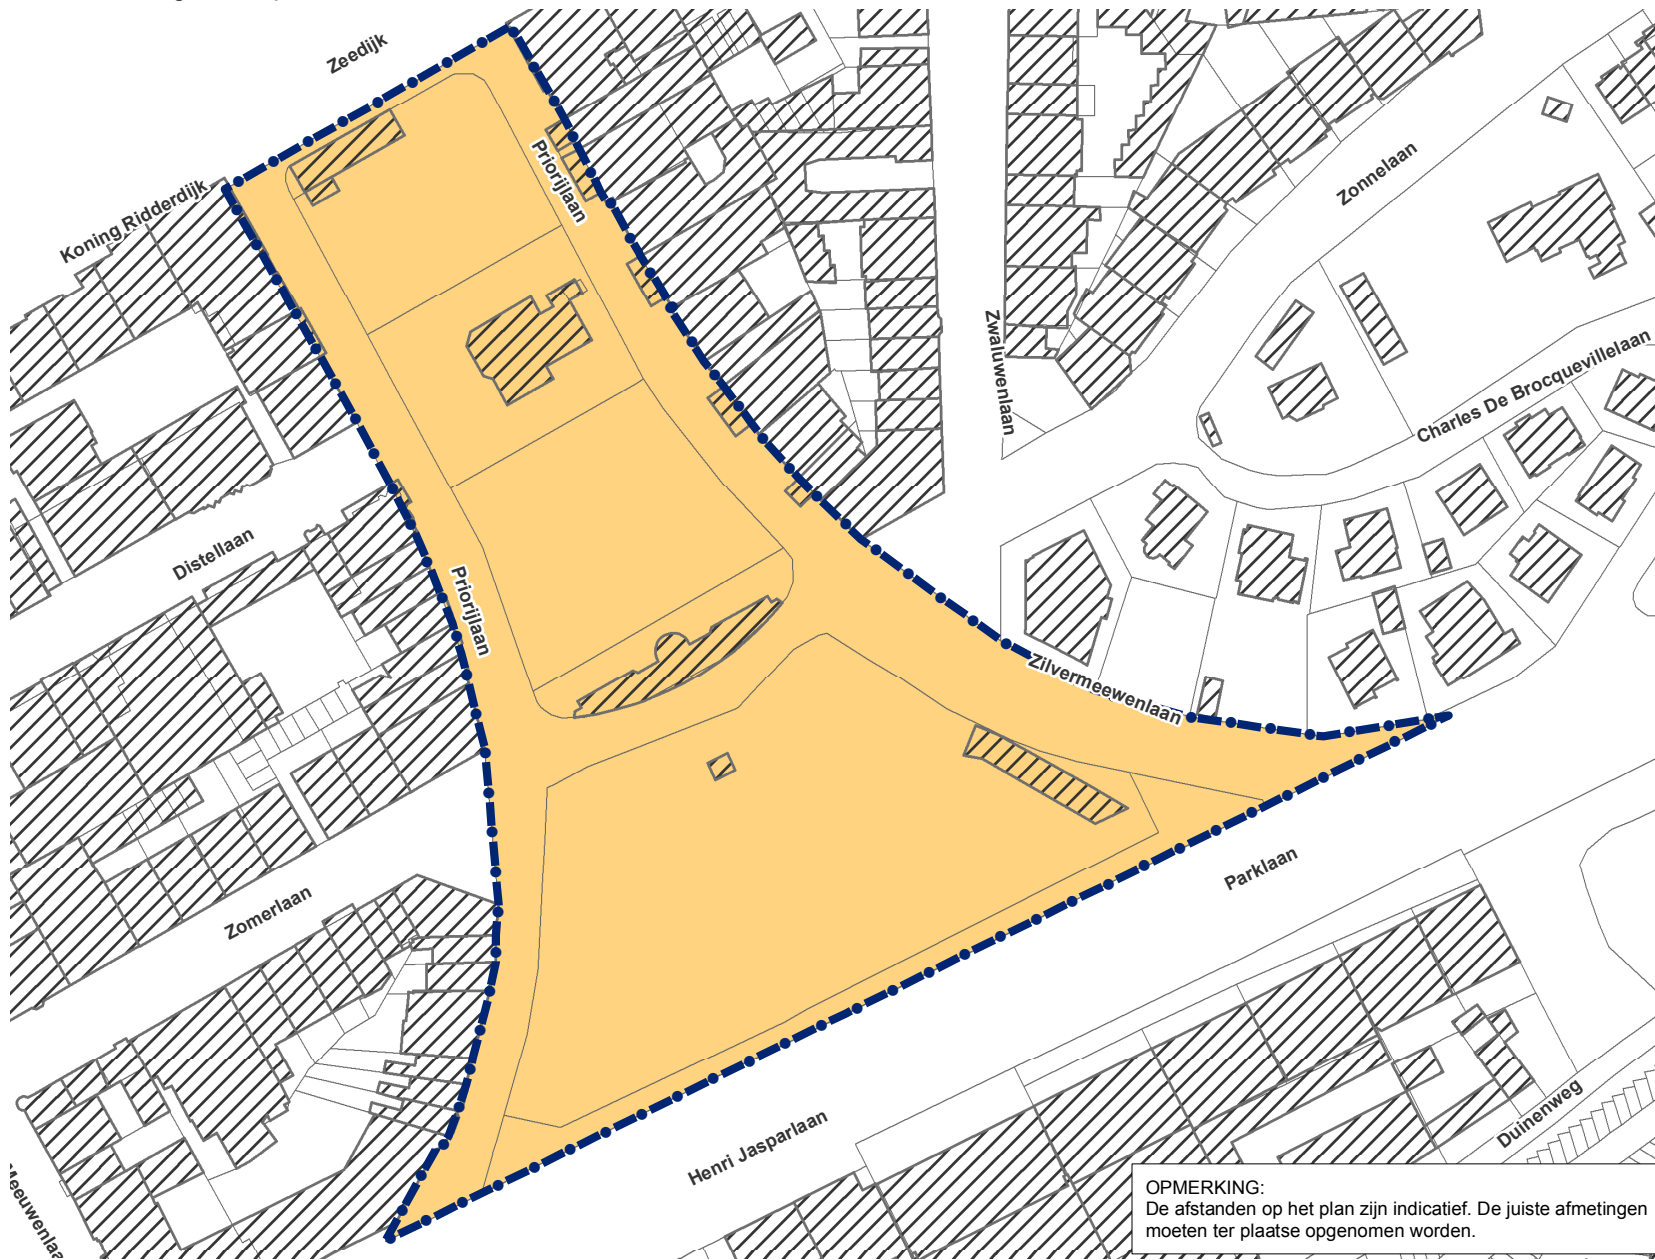 Zeedijk
Koning Ridderdijk
Priorijlaan
Zonnelaan
Zwaluwenlaan
Charles De Brocquevillelaan
Distellaan
Priorijlaan
Zilvermeewenlaan
Zomerlaan
Parklaan
Henri Jasparlaan
Duinenweg
OPMERKING:
De afstanden op het plan zijn indicatief. De juiste afmetingen
moeten ter plaatse opgenomen worden.